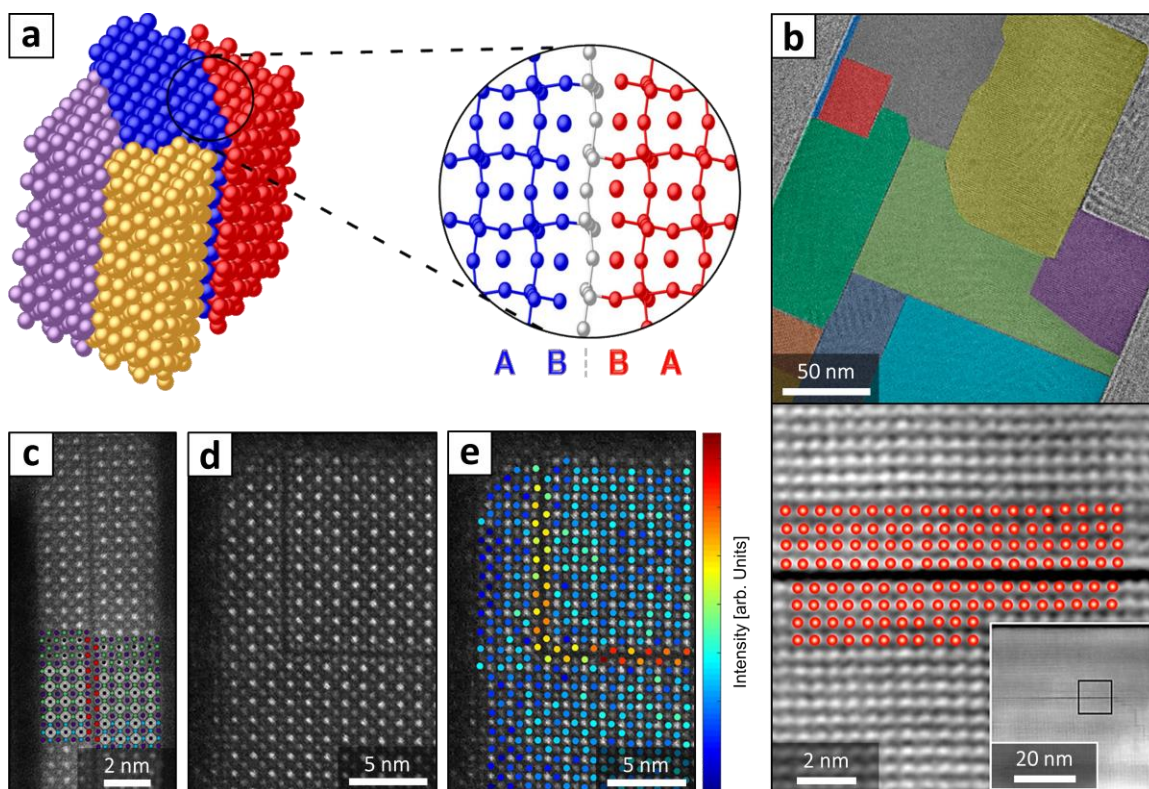 a
A B B A
b
50 nm
2 nm
20 nm
c
2 nm
d
5 nm
e
5 nm
Intensity [arb. Units]